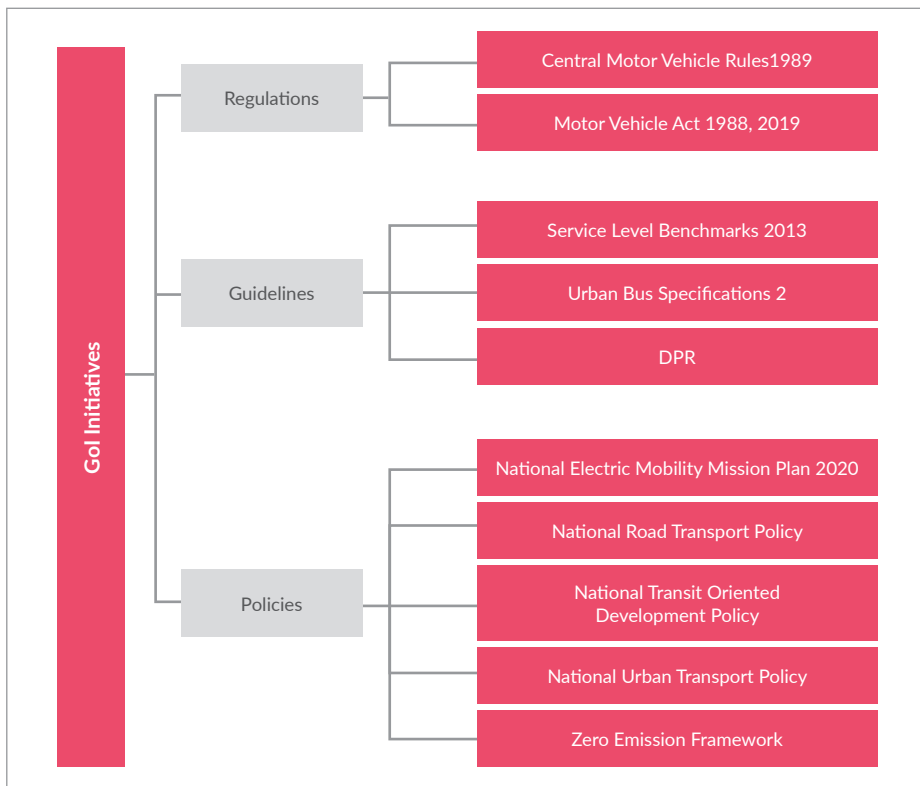 GoI Initiatives
Regulations
Central Motor Vehicle Rules1989
Motor Vehicle Act 1988, 2019
Guidelines
Service Level Benchmarks 2013
Urban Bus Specifications 2
DPR
Policies
National Electric Mobility Mission Plan 2020
National Road Transport Policy
National Transit Oriented
Development Policy
National Urban Transport Policy
Zero Emission Framework